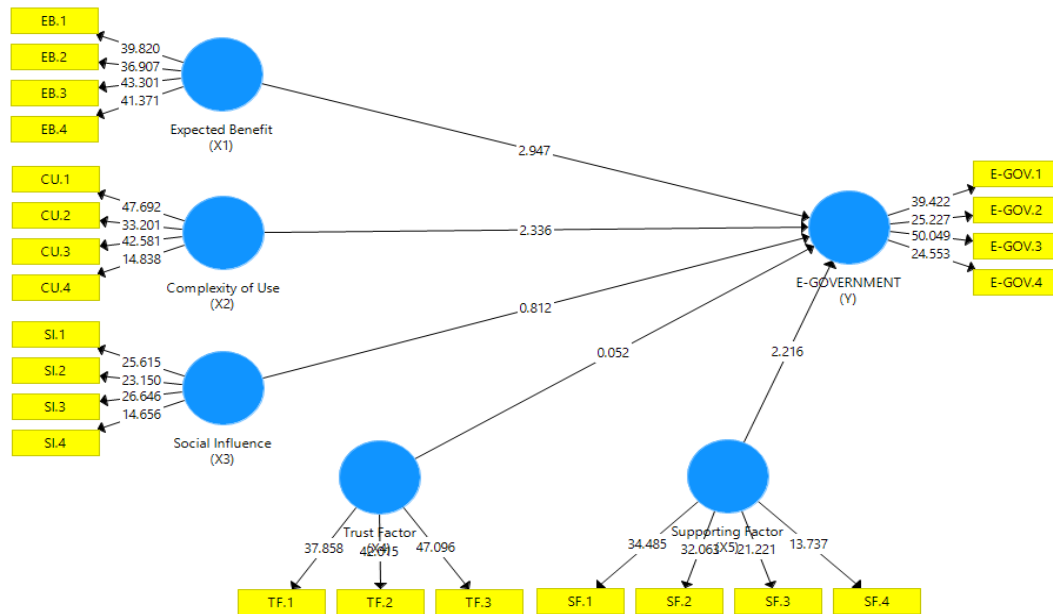 EB.1
EB.2
EB.3
EB.4
39.820
36.907
43.301
41.371
Expected Benefit
(X1)
2.947
CU.1
CU.2
CU.3
CU.4
47.692
33.201
42.581
14.838
Complexity of Use
(X2)
2.336
E-GOV.1
E-GOV.2
E-GOV.3
E-GOV.4
39.422
25.227
50.049
24.553
E-GOVERNMENT
(Y)
SI.1
SI.2
SI.3
SI.4
25.615
23.150
26.646
14.656
Social Influence
(X3)
0.812
0.052
2.216
Trust Factor
(X4)
37.858
42.015
47.096
TF.1
TF.2
TF.3
Supporting Factor
(X5)
34.485
32.063
21.221
13.737
SF.1
SF.2
SF.3
SF.4